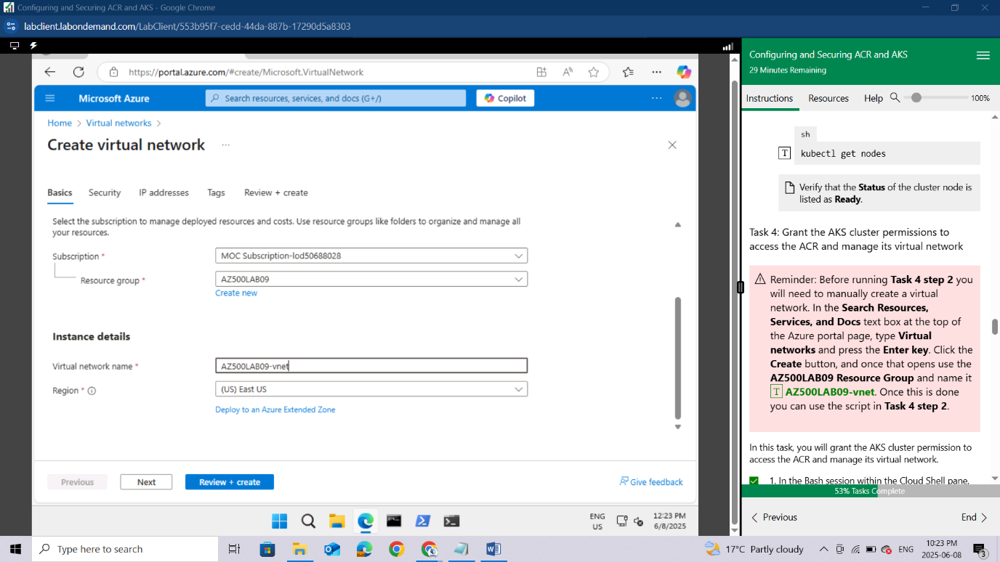 Configuring and Securing ACR and AKS - Google Chrome
labclient.labondemand.com/LabClient/553b95f7-cedd-44da-887b-17290d5a8303
https://portal.azure.com/#create/Microsoft.VirtualNetwork
Microsoft Azure
Search resources, services, and docs (G+/)
Copilot
Home > Virtual networks >
Create virtual network
Basics
Security
IP addresses
Tags
Review + create
Select the subscription to manage deployed resources and costs. Use resource groups like folders to organize and manage all
your resources.
Subscription *
MOC Subscription-lod50688028
Resource group *
AZ500LAB09
Create new
Instance details
Virtual network name *
AZ500LAB09-vnet
Region *
(US) East US
Deploy to an Azure Extended Zone
Previous
Next
Review + create
Give feedback
ENG
US
12:23 PM
6/8/2025
Configuring and Securing ACR and AKS
29 Minutes Remaining
Instructions
Resources
Help
100%
sh
T
kubectl get nodes
Verify that the Status of the cluster node is
listed as Ready.
Task 4: Grant the AKS cluster permissions to
access the ACR and manage its virtual network
Reminder: Before running Task 4 step 2 you
will need to manually create a virtual
network. In the Search Resources,
Services, and Docs text box at the top of
the Azure portal page, type Virtual
networks and press the Enter key. Click the
Create button, and once that opens use the
AZ500LAB09 Resource Group and name it
T AZ500LAB09-vnet. Once this is done
you can use the script in Task 4 step 2.
In this task, you will grant the AKS cluster permission to
access the ACR and manage its virtual network.
1. In the Bash session within the Cloud Shell pane,
53% Tasks Complete
Previous
End
Type here to search
17°C Partly cloudy
ENG
10:23 PM
2025-06-08
3